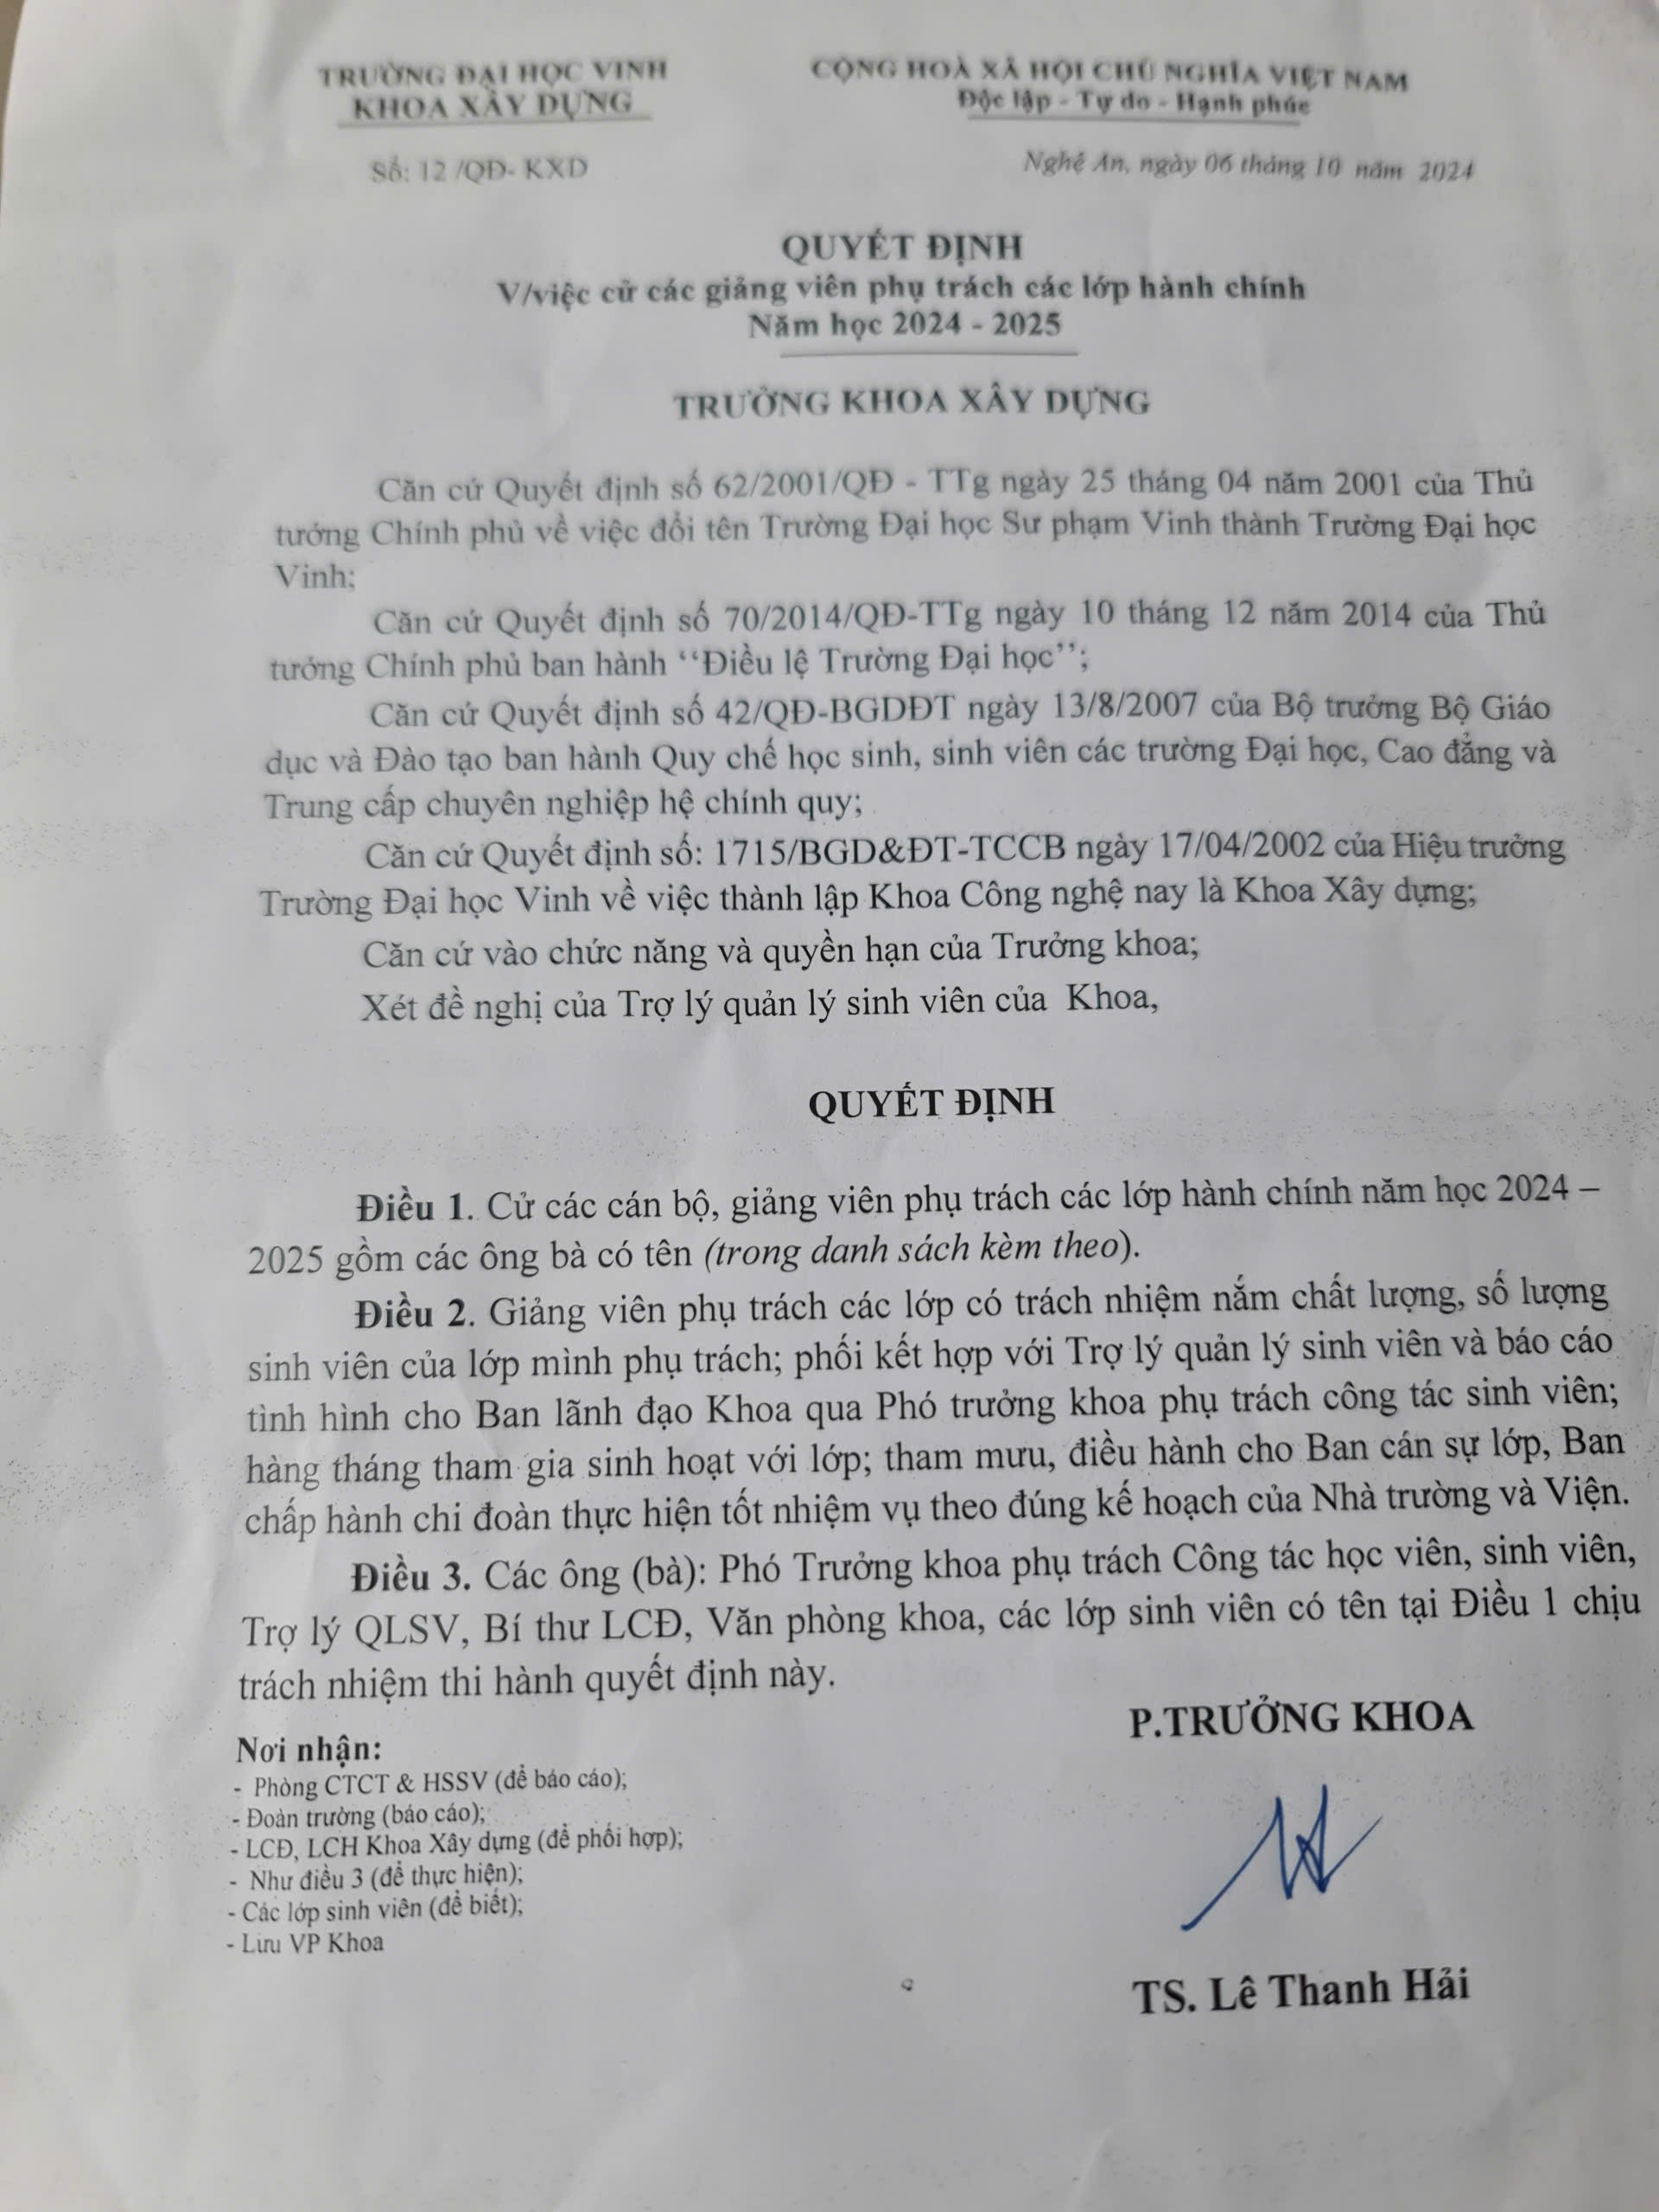 TRƯỜNG ĐẠI HỌC VINH
KHOA XÂY DỰNG
CỘNG HOÀ XÃ HỘI CHỦ NGHĨA VIỆT NAM
Độc lập - Tự do - Hạnh phúc
Số: 12 /QĐ- KXD
Nghệ An, ngày 06 tháng 10 năm 2024
QUYẾT ĐỊNH
V/việc cử các giảng viên phụ trách các lớp hành chính
Năm học 2024 - 2025
TRƯỞNG KHOA XÂY DỰNG
Căn cứ Quyết định số 62/2001/QĐ - TTg ngày 25 tháng 04 năm 2001 của Thủ
tướng Chính phủ về việc đổi tên Trường Đại học Sư phạm Vinh thành Trường Đại học
Vinh;
Căn cứ Quyết định số 70/2014/QĐ-TTg ngày 10 tháng 12 năm 2014 của Thủ
tướng Chính phủ ban hành ‘‘Điều lệ Trường Đại học’’;
Căn cứ Quyết định số 42/QĐ-BGDĐT ngày 13/8/2007 của Bộ trưởng Bộ Giáo
dục và Đào tạo ban hành Quy chế học sinh, sinh viên các trường Đại học, Cao đẳng và
Trung cấp chuyên nghiệp hệ chính quy;
Căn cứ Quyết định số: 1715/BGD&ĐT-TCCB ngày 17/04/2002 của Hiệu trưởng
Trường Đại học Vinh về việc thành lập Khoa Công nghệ nay là Khoa Xây dựng;
Căn cứ vào chức năng và quyền hạn của Trưởng khoa;
Xét đề nghị của Trợ lý quản lý sinh viên của Khoa,
QUYẾT ĐỊNH
Điều 1. Cử các cán bộ, giảng viên phụ trách các lớp hành chính năm học 2024 –
2025 gồm các ông bà có tên (trong danh sách kèm theo).
Điều 2. Giảng viên phụ trách các lớp có trách nhiệm nắm chất lượng, số lượng
sinh viên của lớp mình phụ trách; phối kết hợp với Trợ lý quản lý sinh viên và báo cáo
tình hình cho Ban lãnh đạo Khoa qua Phó trưởng khoa phụ trách công tác sinh viên;
hàng tháng tham gia sinh hoạt với lớp; tham mưu, điều hành cho Ban cán sự lớp, Ban
chấp hành chi đoàn thực hiện tốt nhiệm vụ theo đúng kế hoạch của Nhà trường và Viện.
Điều 3. Các ông (bà): Phó Trưởng khoa phụ trách Công tác học viên, sinh viên,
Trợ lý QLSV, Bí thư LCĐ, Văn phòng khoa, các lớp sinh viên có tên tại Điều 1 chịu
trách nhiệm thi hành quyết định này.
Nơi nhận:
- Phòng CTCT & HSSV (để báo cáo);
- Đoàn trường (báo cáo);
- LCĐ, LCH Khoa Xây dựng (để phối hợp);
- Như điều 3 (để thực hiện);
- Các lớp sinh viên (để biết);
- Lưu VP Khoa
P.TRƯỞNG KHOA
TS. Lê Thanh Hải